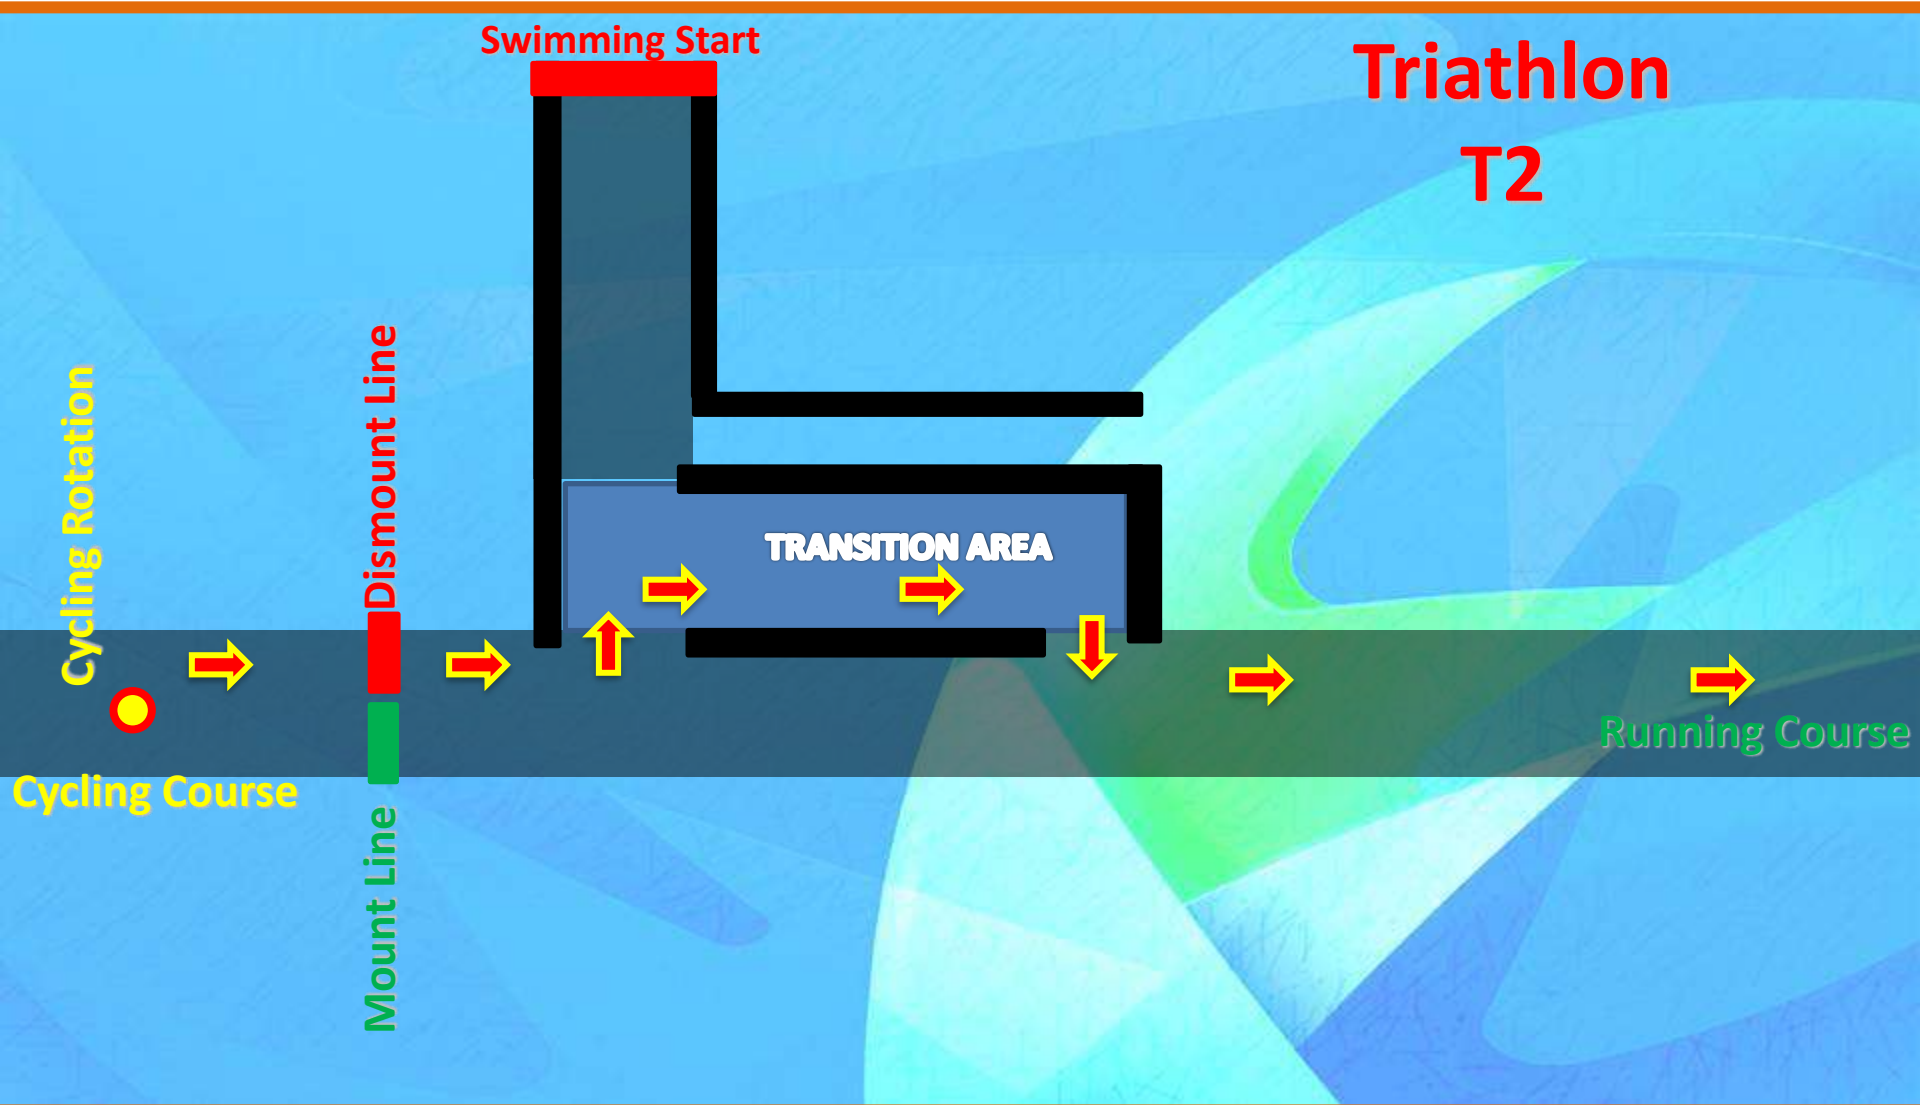 Swimming Start
Triathlon
T2
Dismount Line
Cycling Rotation
TRANSITION AREA
Running Course
Cycling Course
Mount Line